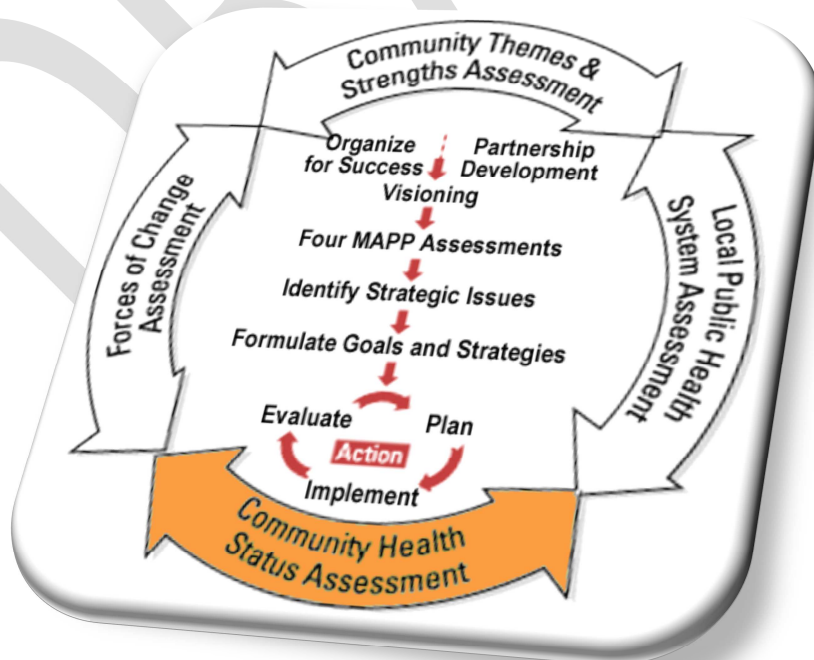 Community Themes &
Strengths Assessment
Organize
for Success
Partnership
Development
Visioning
Four MAPP Assessments
Identify Strategic Issues
Formulate Goals and Strategies
Evaluate
Plan
Action
Implement
Forces of Change
Assessment
Local Public Health
System Assessment
Community Health
Status Assessment